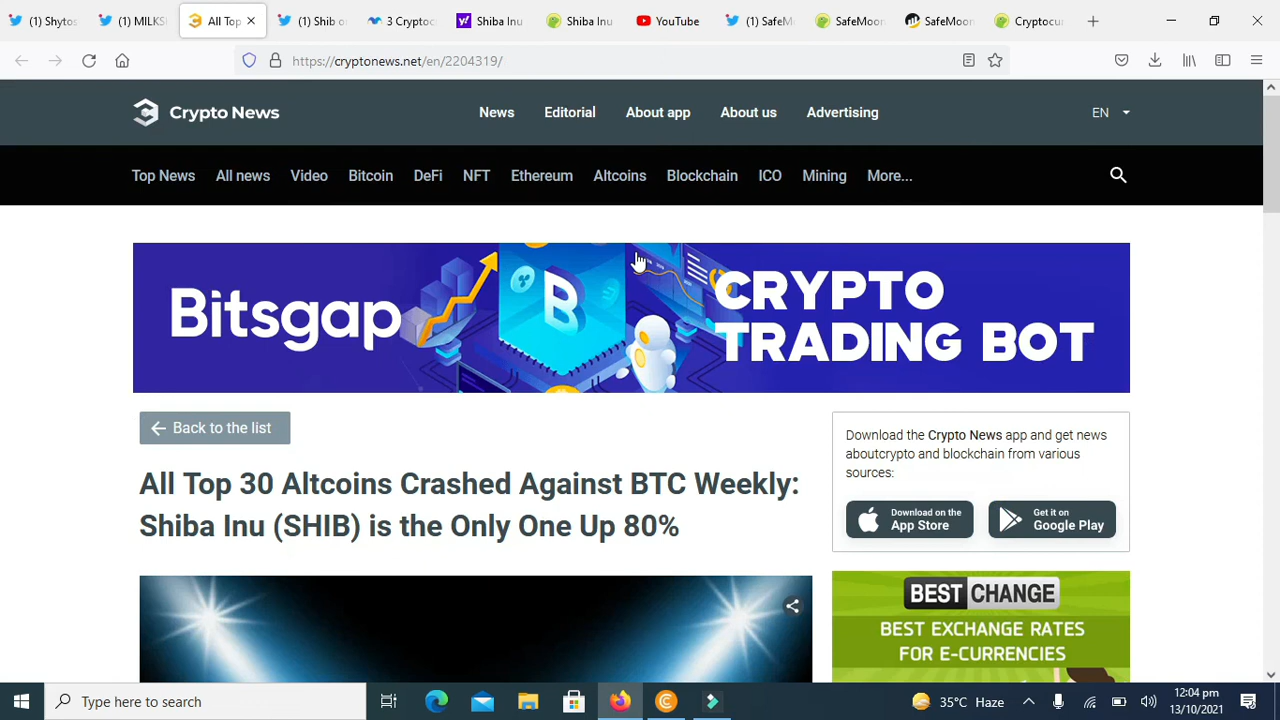 (1) Shytos
(1) MILKS
All Top
(1) Shib o
3 Cryptoc
Shiba Inu
Shiba Inu
YouTube
(1) SafeM
SafeMoon
SafeMoon
Cryptocur
https://cryptonews.net/en/2204319/
Crypto News
News
Editorial
About app
About us
Advertising
EN
Top News
All news
Video
Bitcoin
DeFi
NFT
Ethereum
Altcoins
Blockchain
ICO
Mining
More...
Bitsgap
B
CRYPTO
TRADING BOT
Back to the list
All Top 30 Altcoins Crashed Against BTC Weekly:
Shiba Inu (SHIB) is the Only One Up 80%
Download the Crypto News app and get news
aboutcrypto and blockchain from various
sources:
Download on the
App Store
Get it on
Google Play
BEST CHANGE
BEST EXCHANGE RATES
FOR E-CURRENCIES
Type here to search
35°C Haze
12:04 pm
13/10/2021